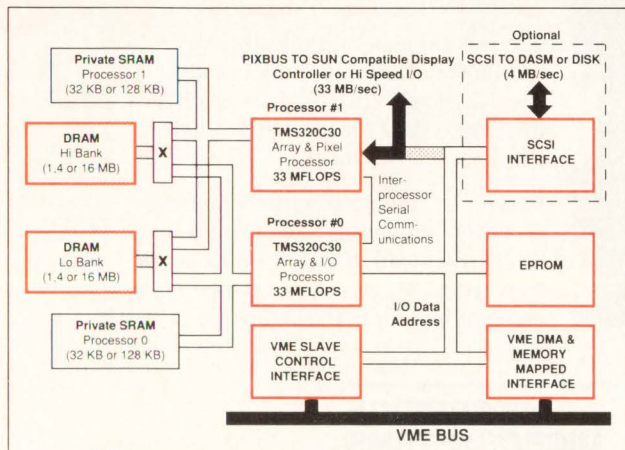 Private SRAM
Processor 1
(32 KB or 128 KB)
DRAM
Hi Bank
(1,4 or 16 MB)
X
DRAM
Lo Bank
(1,4 or 16 MB)
X
Private SRAM
Processor 0
(32 KB or 128 KB)
PIXBUS TO SUN Compatible Display
Controller or Hi Speed I/O
(33 MB/sec)
Processor #1
TMS320C30
Array & Pixel
Processor
33 MFLOPS
Inter-
processor
Serial
Commu-
nications
Processor #0
TMS320C30
Array & I/O
Processor
33 MFLOPS
I/O Data
Address
VME SLAVE
CONTROL
INTERFACE
Optional
SCSI TO DASM or DISK
(4 MB/sec)
SCSI
INTERFACE
EPROM
VME DMA &
MEMORY
MAPPED
INTERFACE
VME BUS